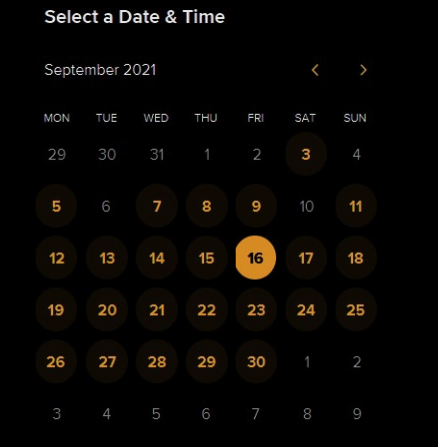 Select a Date & Time
September 2021
MON TUE WED THU FRI SAT SUN
29 30 31 1 2 3 4
5 6 7 8 9 10 11
12 13 14 15 16 17 18
19 20 21 22 23 24 25
26 27 28 29 30 1 2
3 4 5 6 7 8 9